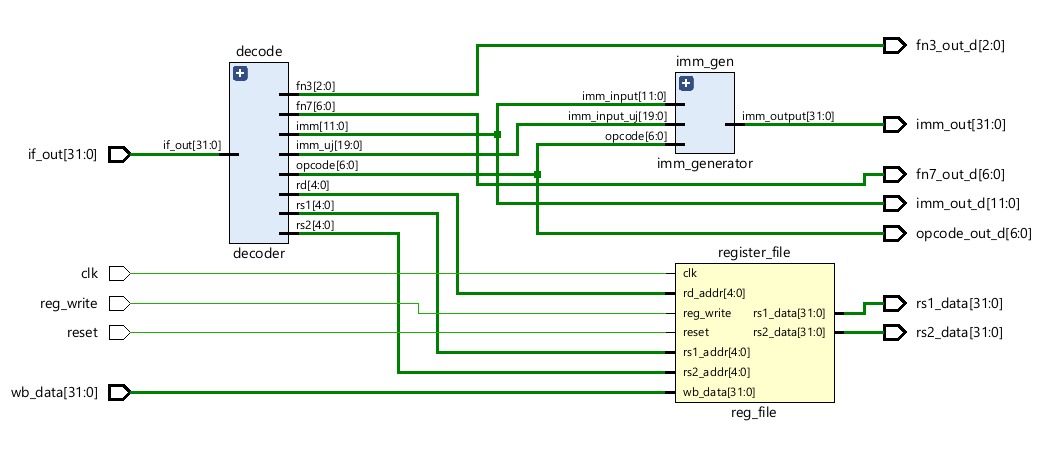 decode
fn3[2:0]
fn7[6:0]
imm[11:0]
imm_uj[19:0]
opcode[6:0]
rd[4:0]
rs1[4:0]
rs2[4:0]
if_out[31:0]
if_out[31:0]
decoder
imm_gen
imm_input[11:0]
imm_input_uj[19:0]
opcode[6:0]
imm_output[31:0]
imm_generator
fn3_out_d[2:0]
imm_out[31:0]
fn7_out_d[6:0]
imm_out_d[11:0]
opcode_out_d[6:0]
clk
reg_write
reset
wb_data[31:0]
register_file
clk
rd_addr[4:0]
reg_write
reset
rs1_addr[4:0]
rs2_addr[4:0]
wb_data[31:0]
rs1_data[31:0]
rs2_data[31:0]
reg_file
rs1_data[31:0]
rs2_data[31:0]